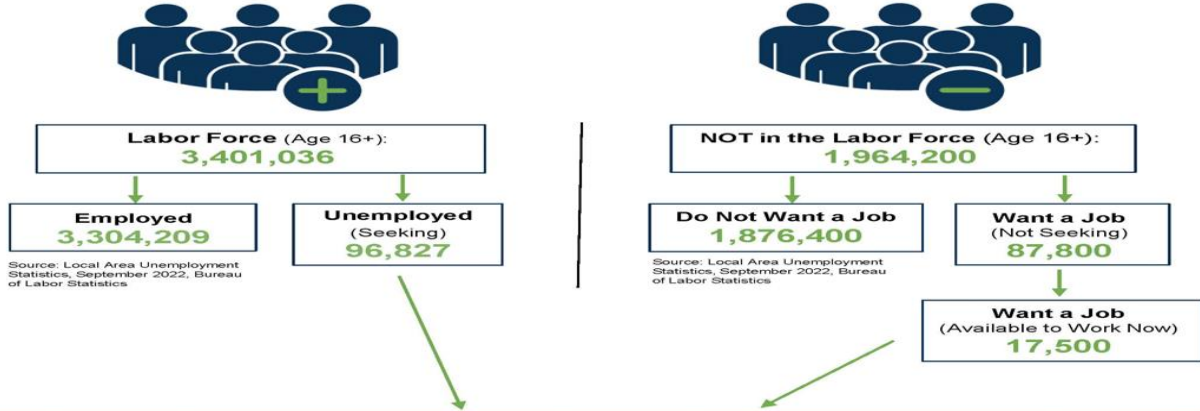 Labor Force (Age 16+):
3,401,036
Employed
3,304,209
Unemployed
(Seeking)
96,827
Source: Local Area Unemployment
Statistics, September 2022, Bureau
of Labor Statistics
NOT in the Labor Force (Age 16+):
1,964,200
Do Not Want a Job
1,876,400
Want a Job
(Not Seeking)
87,800
Source: Local Area Unemployment
Statistics, September 2022, Bureau
of Labor Statistics
Want a Job
(Available to Work Now)
17,500